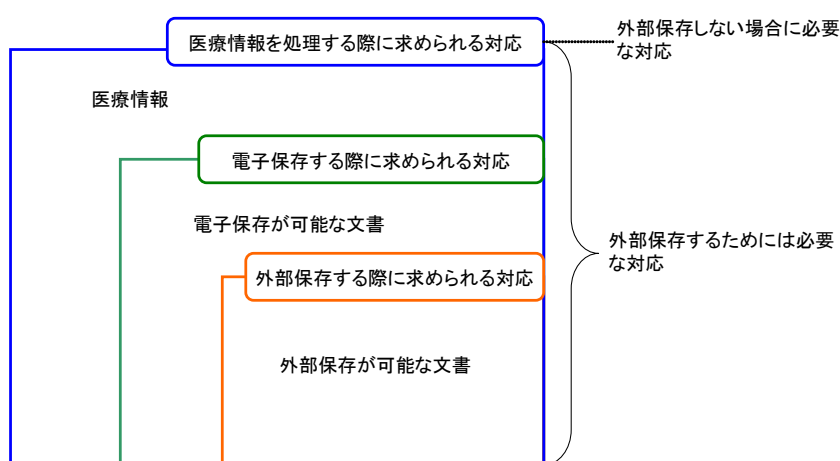 医療情報を処理する際に求められる対応
外部保存しない場合に必要
な対応
医療情報
電子保存する際に求められる対応
電子保存が可能な文書
外部保存するためには必要
な対応
外部保存する際に求められる対応
外部保存が可能な文書